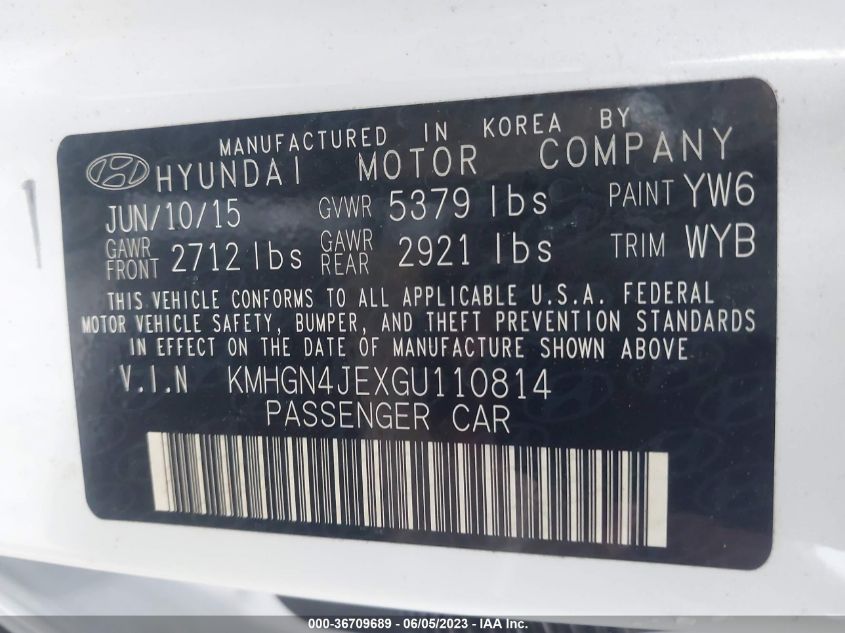 MANUFACTURED IN KOREA BY
HYUNDAI MOTOR COMPANY
JUN/10/15 GVWR 5379 lbs PAINT YW6
GAWR FRONT 2712 lbs GAWR REAR 2921 lbs TRIM WYB
THIS VEHICLE CONFORMS TO ALL APPLICABLE U.S.A. FEDERAL
MOTOR VEHICLE SAFETY, BUMPER, AND THEFT PREVENTION STANDARDS
IN EFFECT ON THE DATE OF MANUFACTURE SHOWN ABOVE
V.I.N KMHGN4JEXGU110814
PASSENGER CAR
000-36709689 - 06/05/2023 - IAA Inc.